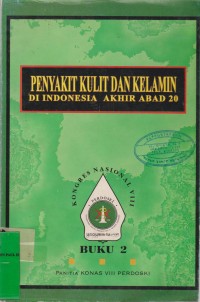 PENYAKIT KULIT DAN KELAMIN
DI INDONESIA AKHIR ABAD 20
KONGRES NASIONAL VIII
BUKU 2
PANITIA KONAS VIII PERDOSKI